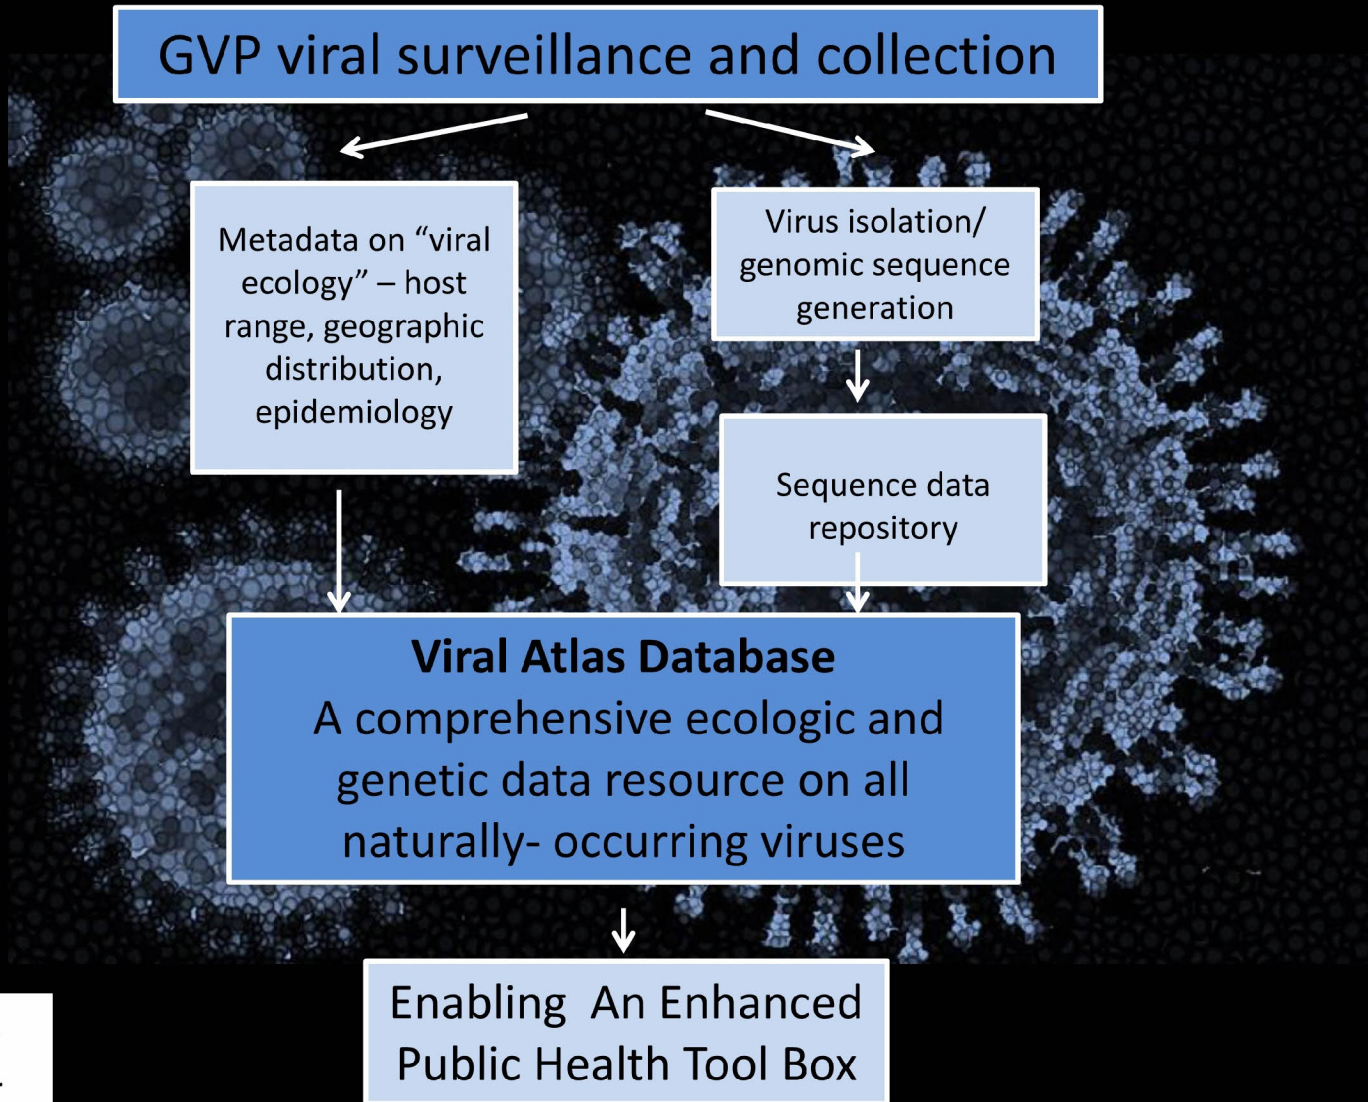 GVP viral surveillance and collection
Metadata on “viral
ecology” – host
range, geographic
distribution,
epidemiology
Virus isolation/
genomic sequence
generation
Sequence data
repository
Viral Atlas Database
A comprehensive ecologic and
genetic data resource on all
naturally- occurring viruses
Enabling  An Enhanced
Public Health Tool Box